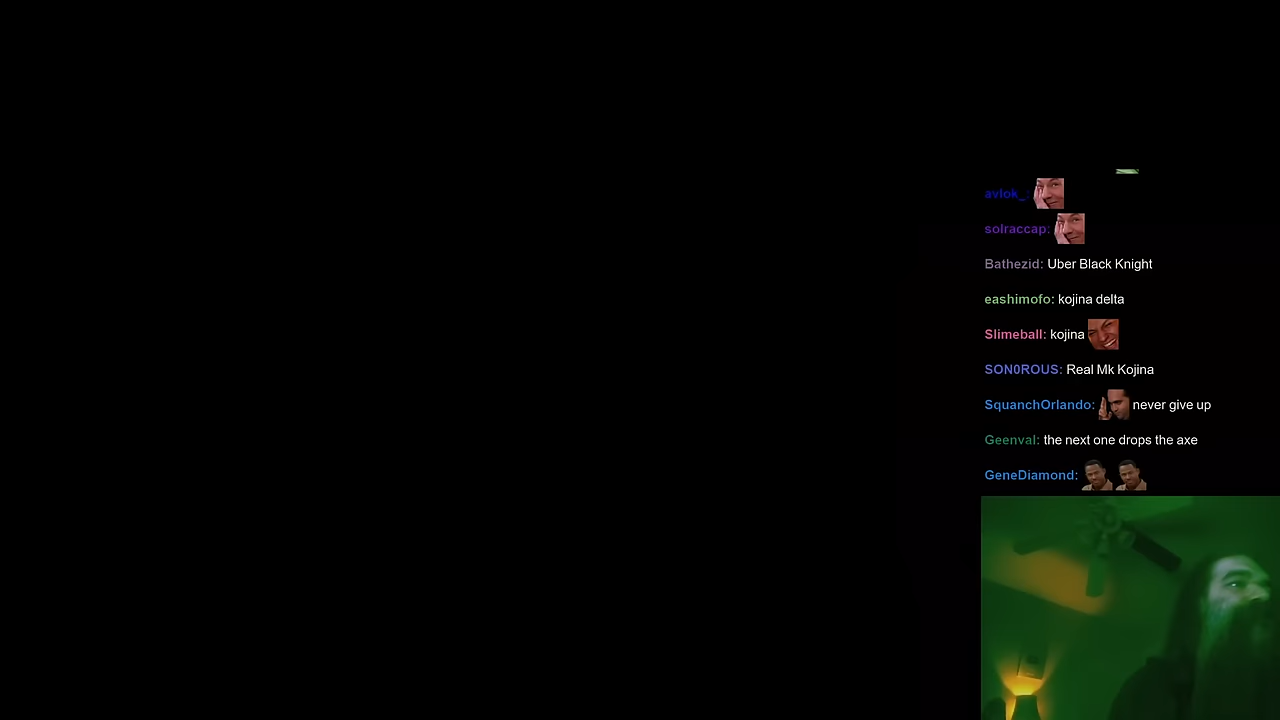 avlok_:
solraccap:
Bathezid: Uber Black Knight
eashimofo: kojina delta
Slimeball: kojina
SON0ROUS: Real Mk Kojina
SquanchOrlando: never give up
Geenval: the next one drops the axe
GeneDiamond: